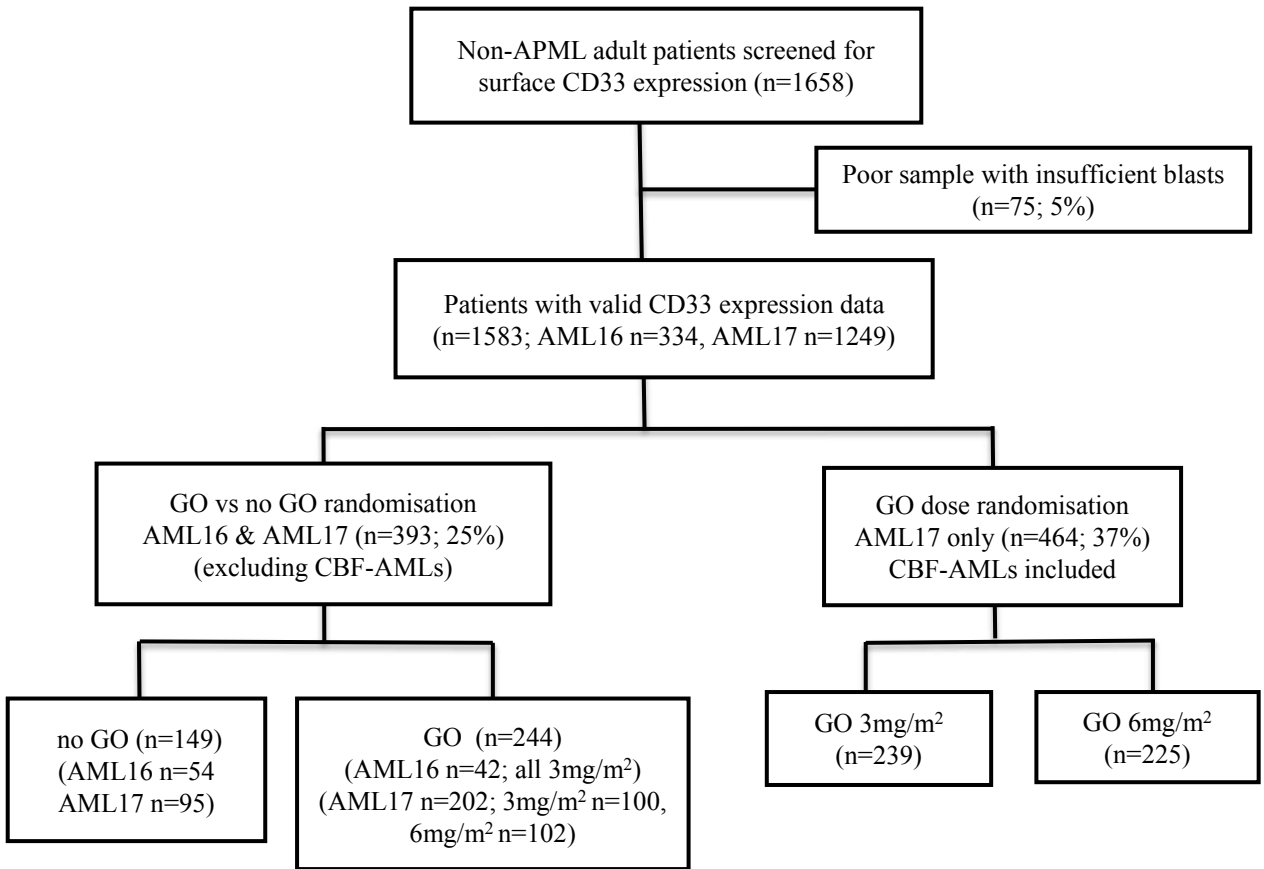 Non-APML adult patients screened for
surface CD33 expression (n=1658)
Poor sample with insufficient blasts
(n=75; 5%)
Patients with valid CD33 expression data
(n=1583; AML16 n=334, AML17 n=1249)
GO vs no GO randomisation
AML16 & AML17 (n=393; 25%)
(excluding CBF-AMLs)
GO dose randomisation
AML17 only (n=464; 37%)
CBF-AMLs included
no GO (n=149)
(AML16 n=54
AML17 n=95)
GO (n=244)
(AML16 n=42; all 3mg/m²)
(AML17 n=202; 3mg/m² n=100,
6mg/m² n=102)
GO 3mg/m²
(n=239)
GO 6mg/m²
(n=225)